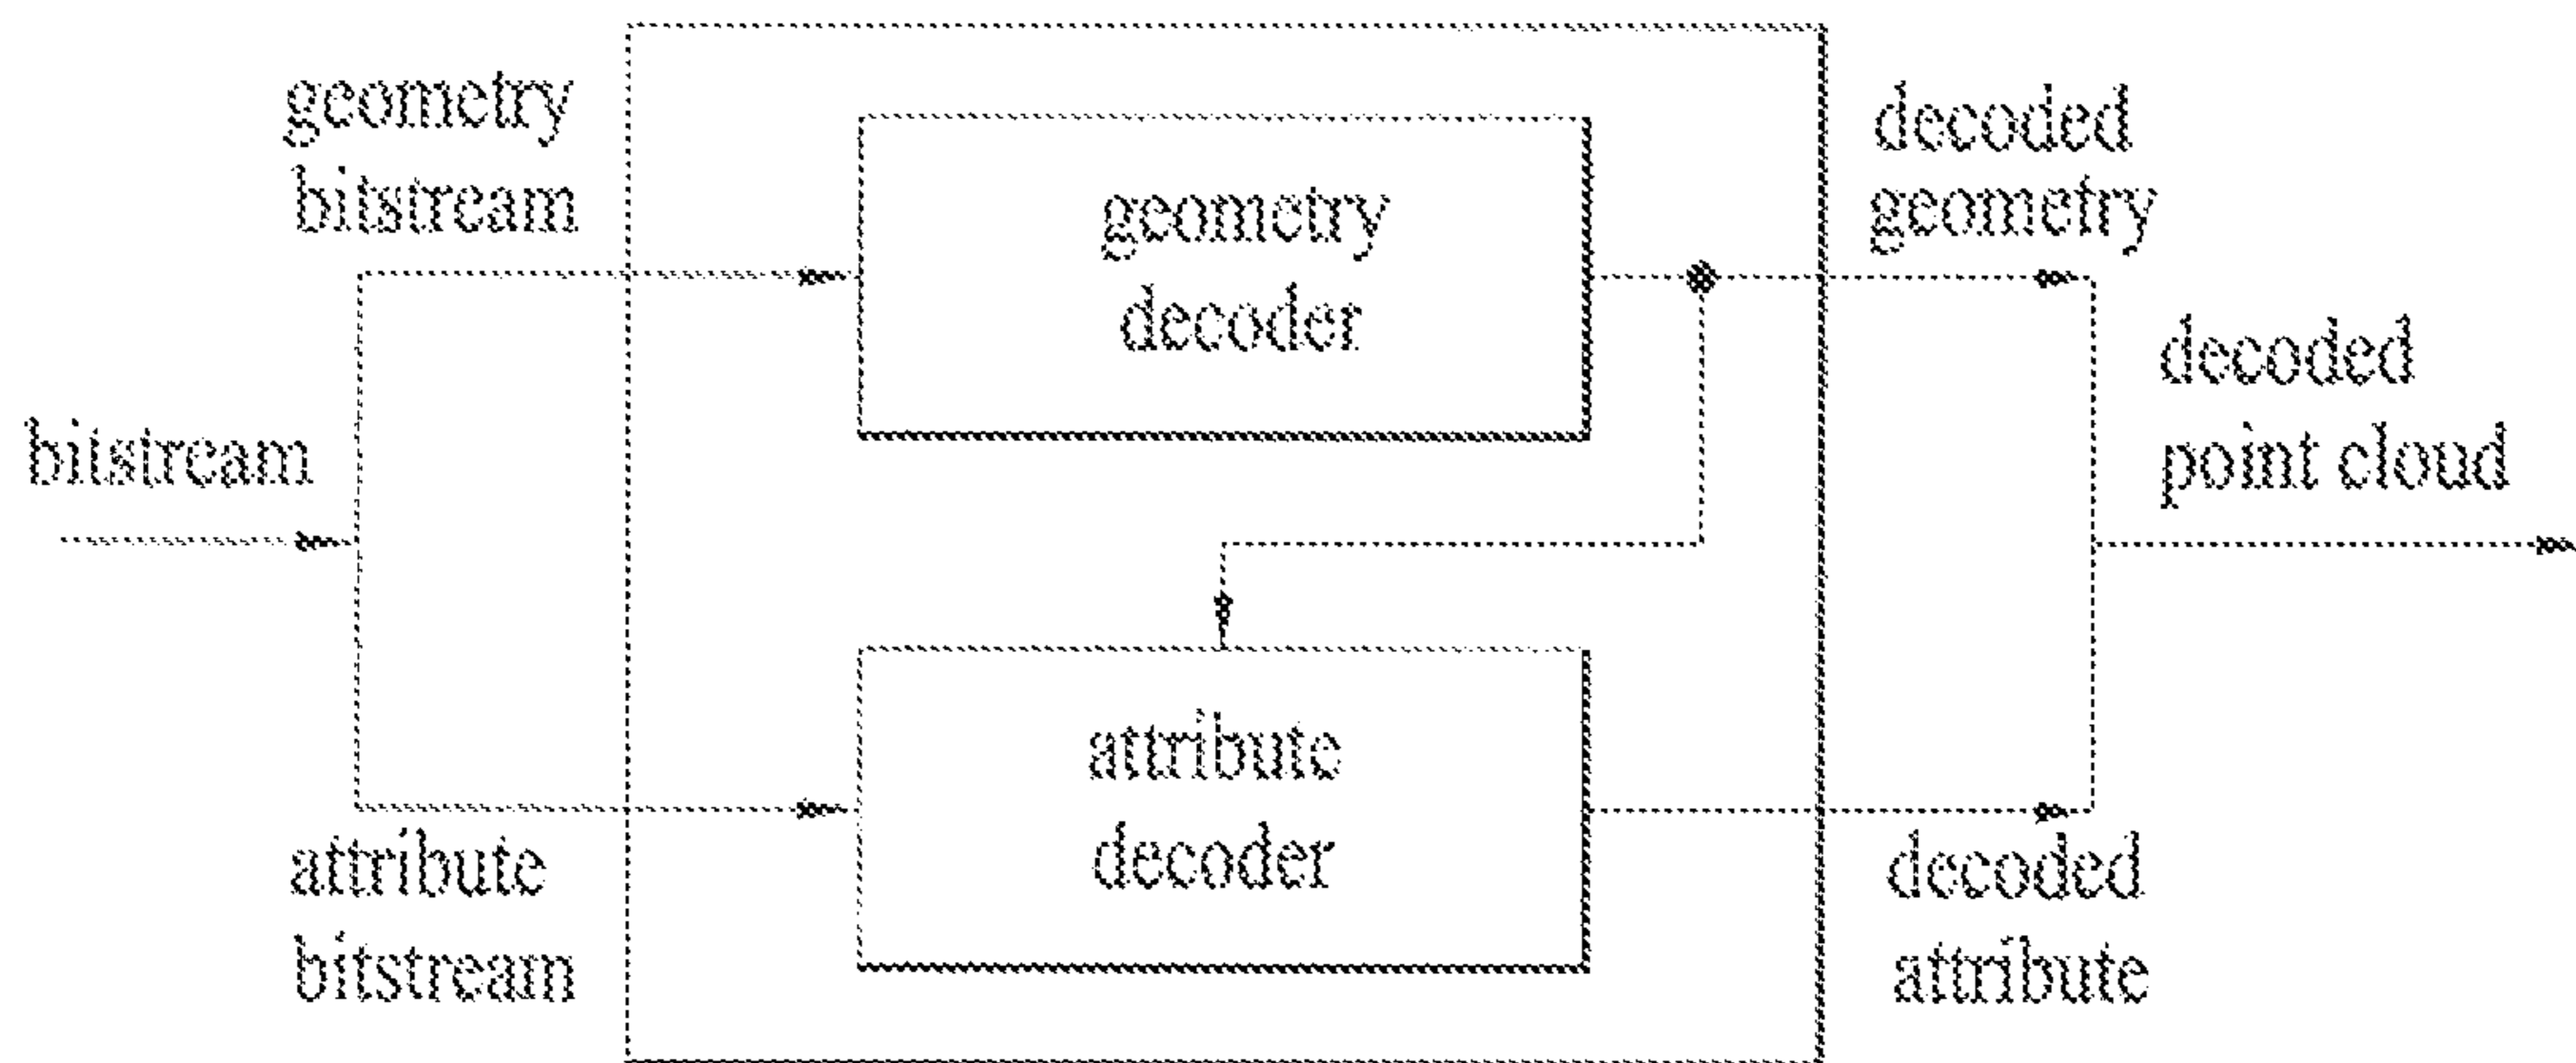 geometry
bitstream
bitstream
attribute
bitstream
geometry
decoder
attribute
decoder
decoded
geometry
decoded
point cloud
decoded
attribute